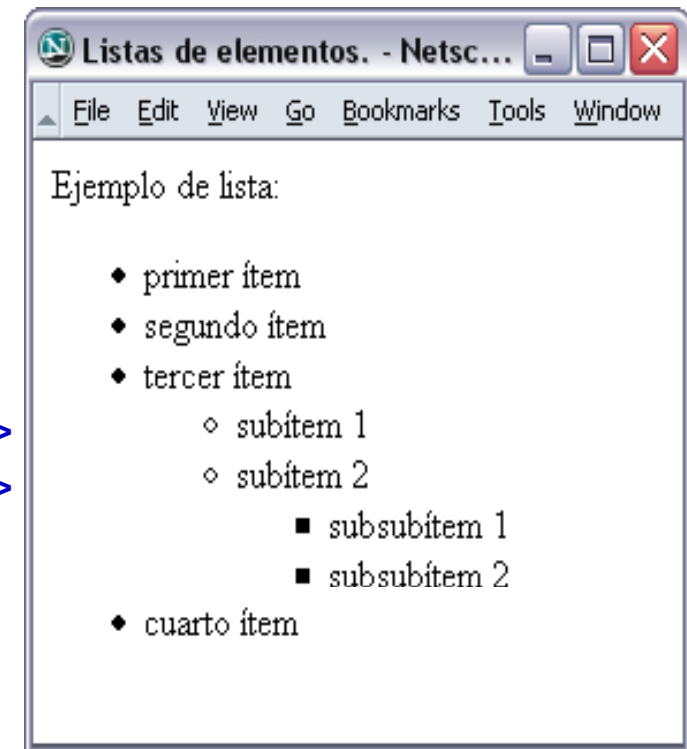 Listas de elementos. - Netsc...
File Edit View Go Bookmarks Tools Window
Ejemplo de lista:
primer ítem
segundo ítem
tercer ítem
> subítem 1
> subítem 2
subsubítem 1
subsubítem 2
cuarto ítem